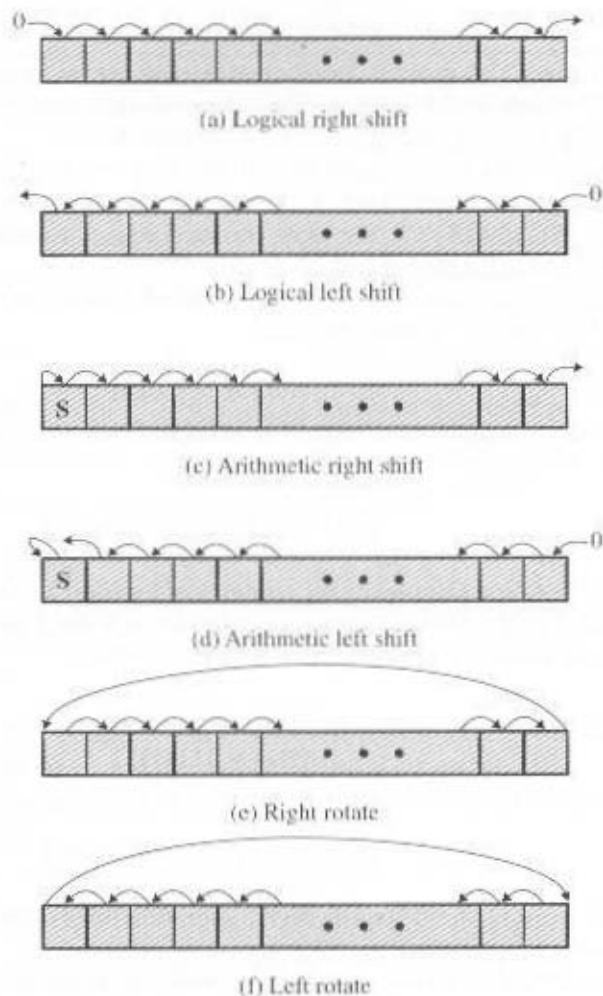 0
(a) Logical right shift
0
(b) Logical left shift
S
(c) Arithmetic right shift
S
0
(d) Arithmetic left shift
(e) Right rotate
(f) Left rotate